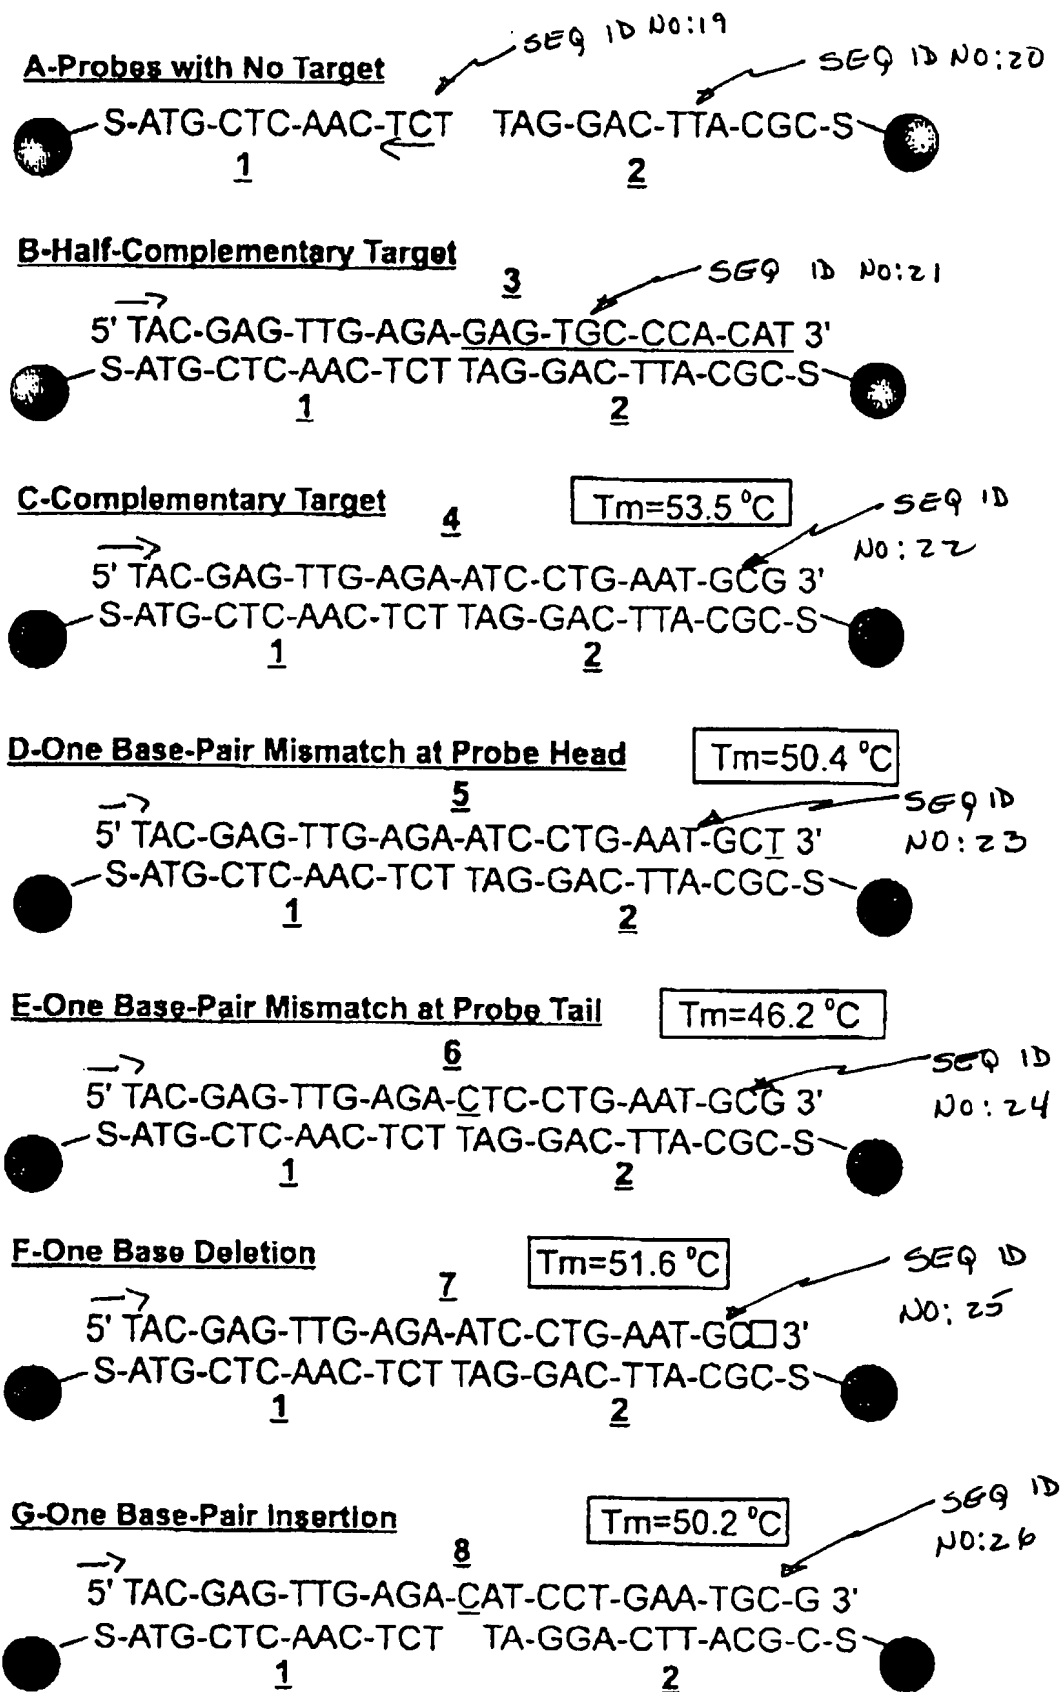 SEQ ID NO:19
A-Probes with No Target
SEQ ID NO:20
S-ATG-CTC-AAC-TCT TAG-GAC-TTA-CGC-S
1 2
B-Half-Complementary Target
3
SEQ ID NO:21
5' TAC-GAG-TTG-AGA-GAG-TGC-CCA-CAT 3'
S-ATG-CTC-AAC-TCT TAG-GAC-TTA-CGC-S
1 2
C-Complementary Target
4
Tm=53.5 °C
SEQ ID
NO:22
5' TAC-GAG-TTG-AGA-ATC-CTG-AAT-GCG 3'
S-ATG-CTC-AAC-TCT TAG-GAC-TTA-CGC-S
1 2
D-One Base-Pair Mismatch at Probe Head
Tm=50.4 °C
5
SEQ ID
NO:23
5' TAC-GAG-TTG-AGA-ATC-CTG-AAT-GCT 3'
S-ATG-CTC-AAC-TCT TAG-GAC-TTA-CGC-S
1 2
E-One Base-Pair Mismatch at Probe Tail
Tm=46.2 °C
6
SEQ ID
NO:24
5' TAC-GAG-TTG-AGA-CTC-CTG-AAT-GCG 3'
S-ATG-CTC-AAC-TCT TAG-GAC-TTA-CGC-S
1 2
F-One Base Deletion
Tm=51.6 °C
7
SEQ ID
NO:25
5' TAC-GAG-TTG-AGA-ATC-CTG-AAT-GC□ 3'
S-ATG-CTC-AAC-TCT TAG-GAC-TTA-CGC-S
1 2
G-One Base-Pair Insertion
Tm=50.2 °C
8
SEQ ID
NO:26
5' TAC-GAG-TTG-AGA-CAT-CCT-GAA-TGC-G 3'
S-ATG-CTC-AAC-TCT TA-GGA-CTT-ACG-C-S
1 2